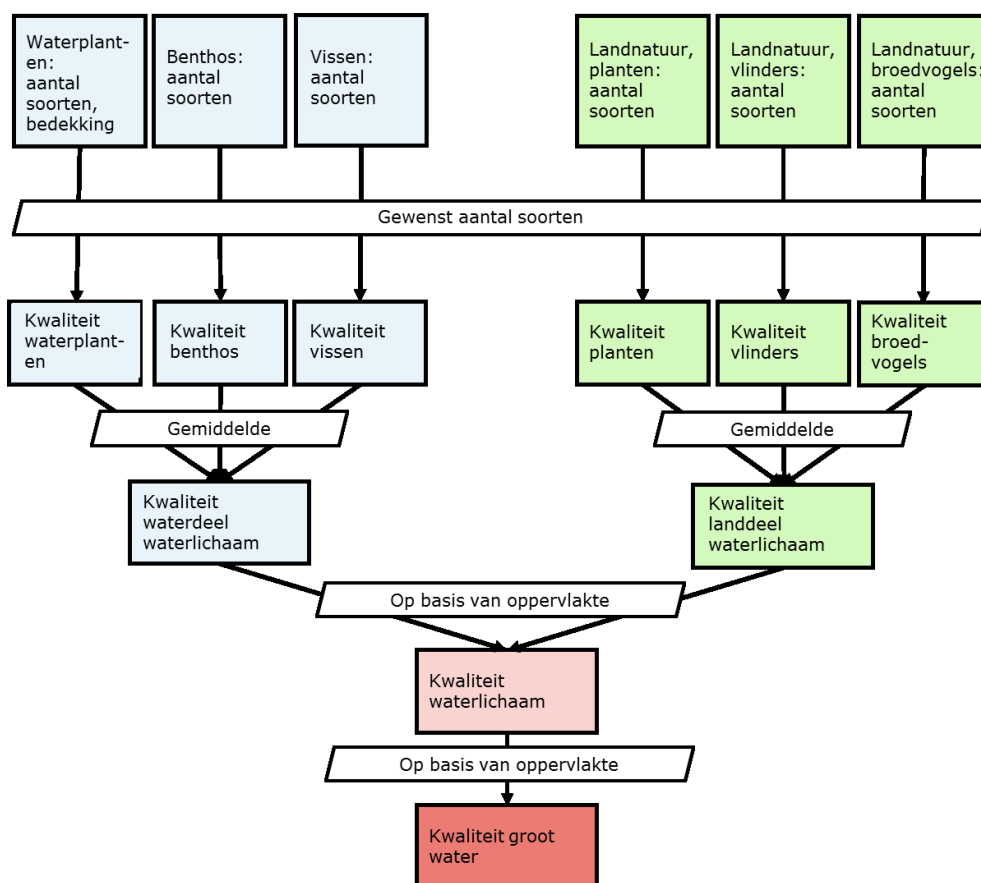 Waterplant-
en:
aantal
soorten,
bedekking
Benthos:
aantal
soorten
Vissen:
aantal
soorten
Landnatuur,
planten:
aantal
soorten
Landnatuur,
vlinders:
aantal
soorten
Landnatuur,
broedvogels:
aantal
soorten
Gewenst aantal soorten
Kwaliteit
waterplant-
en
Kwaliteit
benthos
Kwaliteit
vissen
Kwaliteit
planten
Kwaliteit
vlinders
Kwaliteit
broed-
vogels
Gemiddelde
Gemiddelde
Kwaliteit
waterdeel
waterlichaam
Kwaliteit
landdeel
waterlichaam
Op basis van oppervlakte
Kwaliteit
waterlichaam
Op basis van oppervlakte
Kwaliteit groot
water